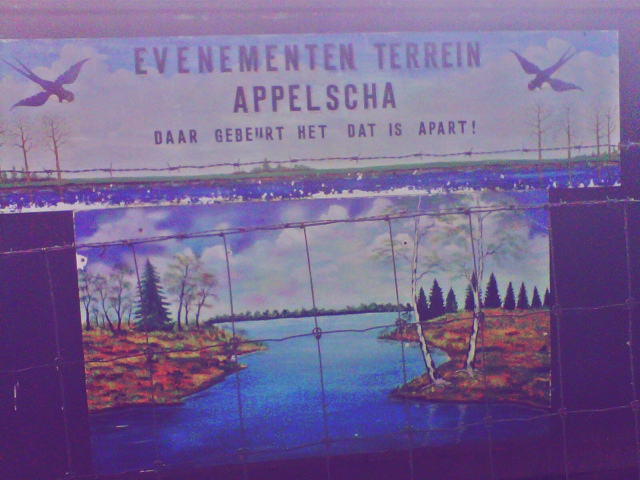 EVENEMENTEN TERREIN
APPELSCHA
DAAR GEBEURT HET DAT IS APART!